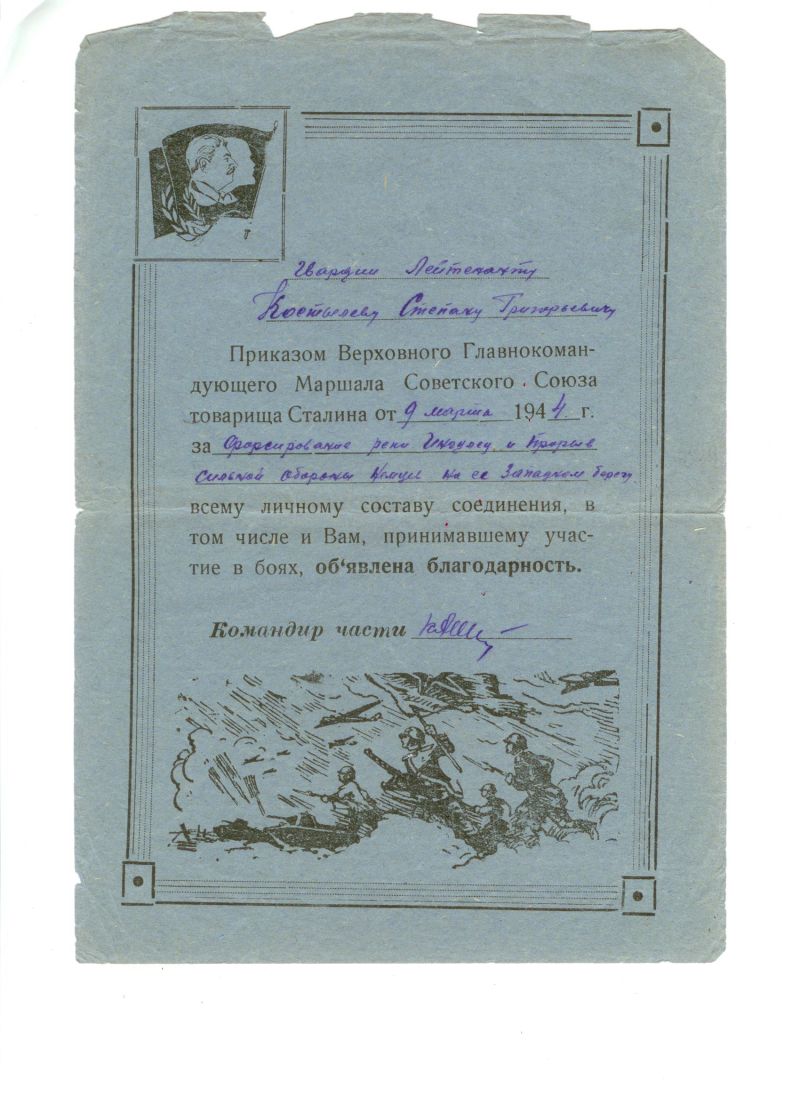 Гвардии Лейтенанту
Костылеву Степану Григорьевичу
Приказом Верховного Главнокоман-
дующего Маршала Советского Союза
товарища Сталина от 9 марта 1944 г.
за Форсирование реки и Прорыв
Сильной Обороны Немцев на ее Западном берегу
всему личному составу соединения, в
том числе и Вам, принимавшему учас-
тие в боях, об‘явлена благодарность.
Командир части